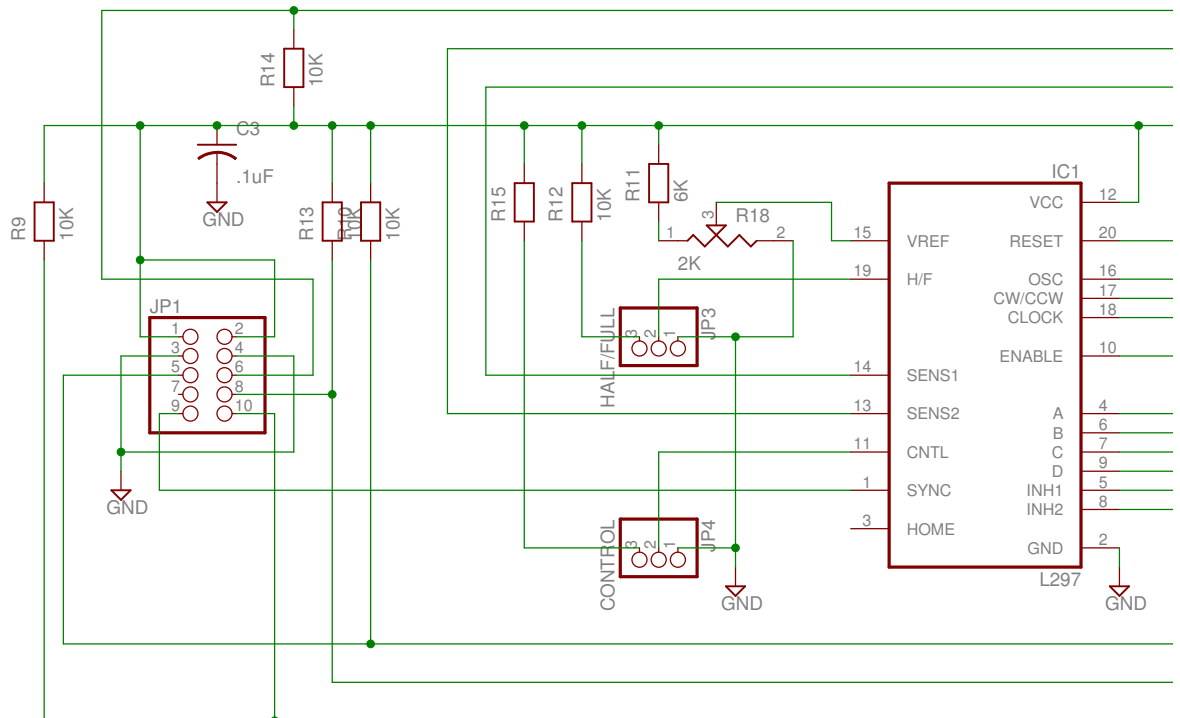 R14
10K
C3
.1uF
GND
R9
10K
R13
10K
R10
10K
R15
R12
10K
R11
6K
3
R18
1
2
2K
IC1
VCC
12
15
VREF
RESET
20
19
H/F
OSC
16
CW/CCW
17
CLOCK
18
ENABLE
10
14
SENS1
13
SENS2
A
4
B
6
11
CNTL
C
7
D
9
1
SYNC
INH1
5
INH2
8
3
HOME
GND
2
L297
GND
JP1
1
2
3
4
5
6
7
8
9
10
GND
HALF/FULL
3
2
1
JP3
CONTROL
3
2
1
JP4
GND